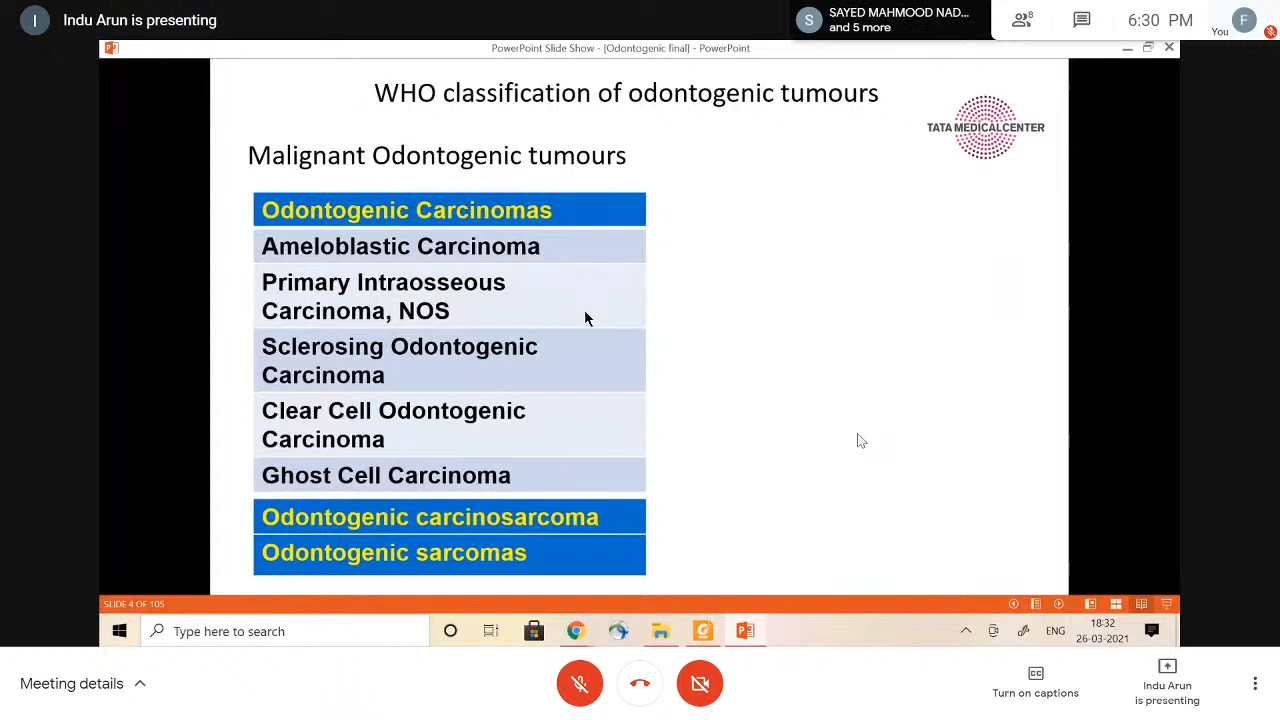 I Indu Arun is presenting
S SAYED MAHMOOD NAD...
and 5 more
8
6:30 PM
F
You
PowerPoint Slide Show - [Odontogenic final] - PowerPoint
WHO classification of odontogenic tumours
TATA MEDICAL CENTER
Malignant Odontogenic tumours
Odontogenic Carcinomas
Ameloblastic Carcinoma
Primary Intraosseous
Carcinoma, NOS
Sclerosing Odontogenic
Carcinoma
Clear Cell Odontogenic
Carcinoma
Ghost Cell Carcinoma
Odontogenic carcinosarcoma
Odontogenic sarcomas
SLIDE 4 OF 105
Type here to search
ENG
18:32
26-03-2021
Meeting details
CC
Turn on captions
Indu Arun
is presenting